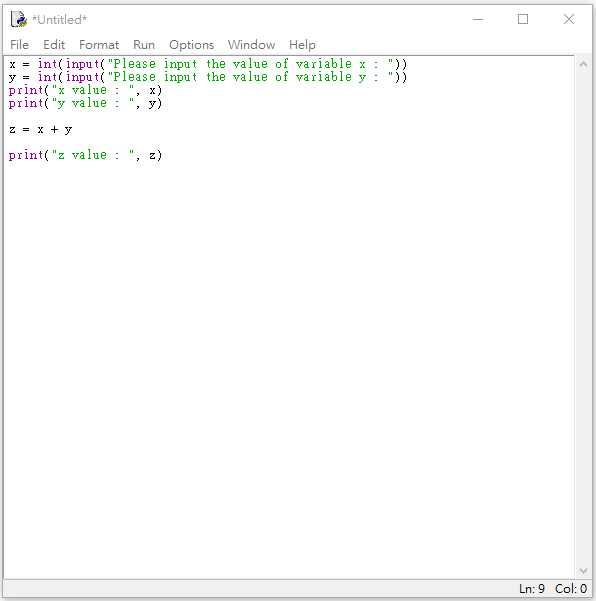 *Untitled*
File Edit Format Run Options Window Help
x = int(input("Please input the value of variable x : "))
y = int(input("Please input the value of variable y : "))
print("x value : ", x)
print("y value : ", y)
z = x + y
print("z value : ", z)
Ln: 9 Col: 0